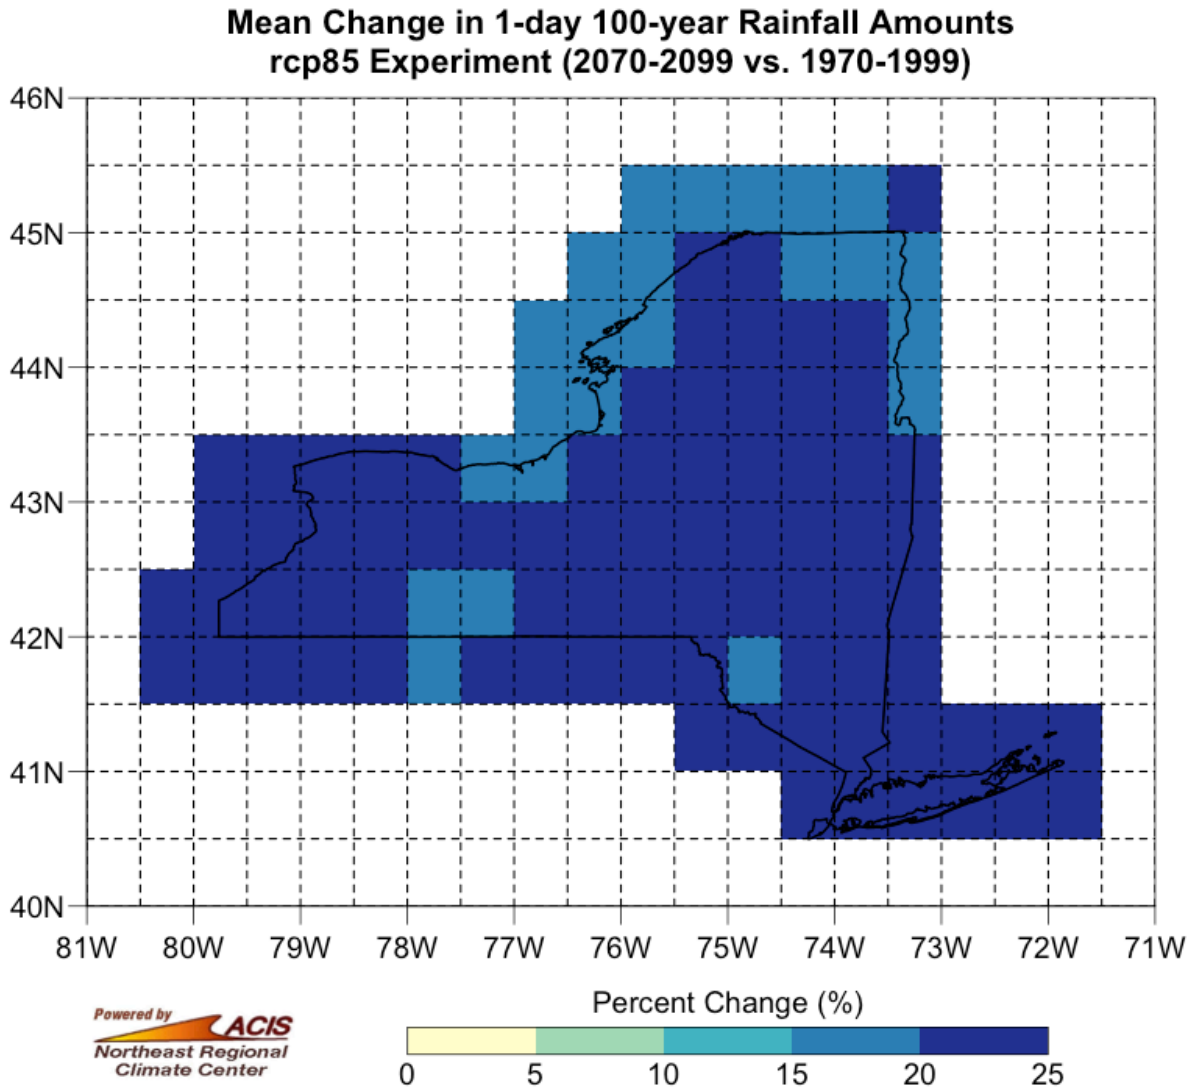 Mean Change in 1-day 100-year Rainfall Amounts
rcp85 Experiment (2070-2099 vs. 1970-1999)
46N
45N
44N
43N
42N
41N
40N
81W 80W 79W 78W 77W 76W 75W 74W 73W 72W 71W
Powered by
ACIS
Northeast Regional
Climate Center
Percent Change (%)
0 5 10 15 20 25